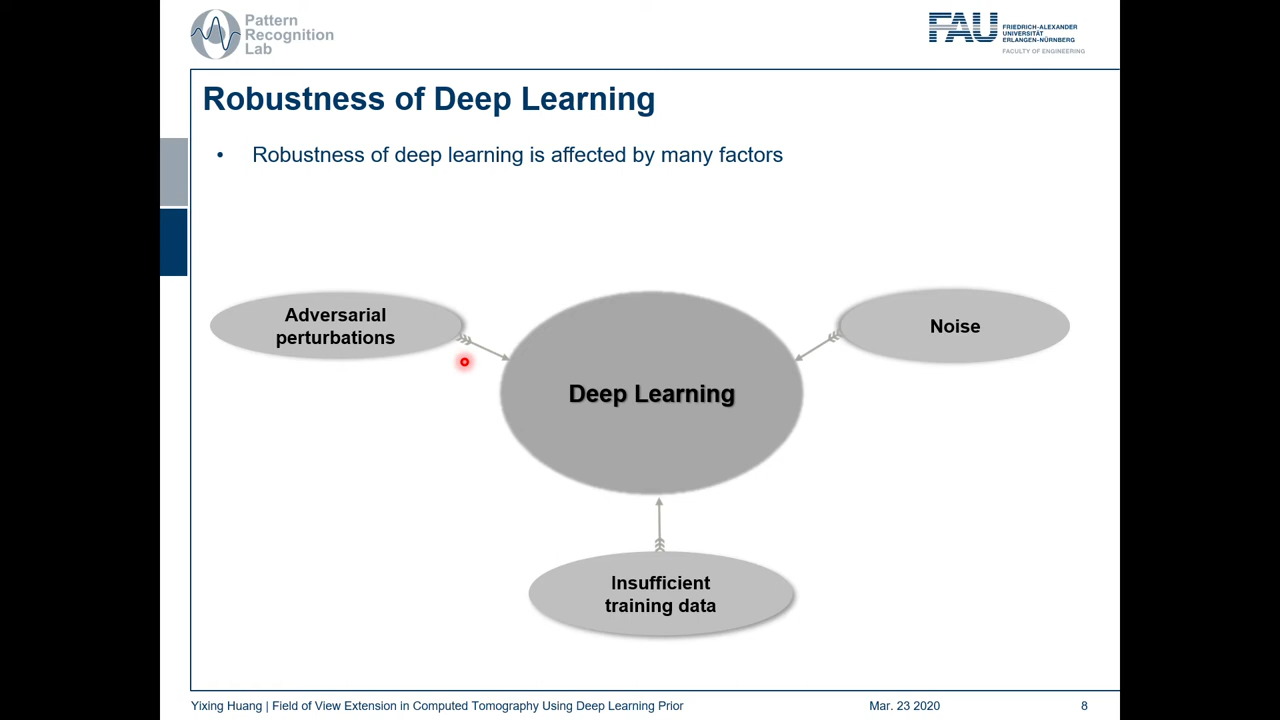 Pattern
Recognition
Lab
FAU
FRIEDRICH-ALEXANDER
UNIVERSITÄT
ERLANGEN-NÜRNBERG
FACULTY OF ENGINEERING
Robustness of Deep Learning
• Robustness of deep learning is affected by many factors
Adversarial
perturbations
Noise
Deep Learning
Insufficient
training data
Yixing Huang | Field of View Extension in Computed Tomography Using Deep Learning Prior
Mar. 23 2020
8